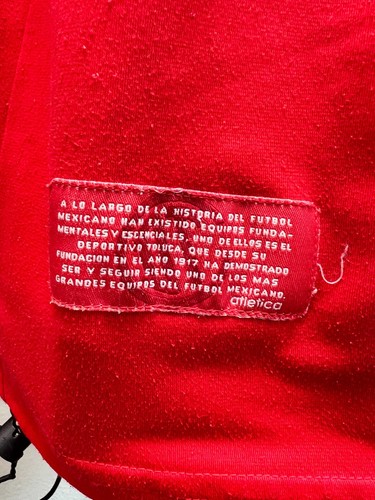 A LO LARGO DE LA HISTORIA DEL FUTBOL
MEXICANO HAN EXISTIDO EQUIPOS FUNDA-
MENTALES Y ESCENCIALES, UNO DE ELLOS ES EL
DEPORTIVO TOLUCA, QUE DESDE SU
FUNDACION EN EL AÑO 1917 HA DEMOSTRADO
SER Y SEGUIR SIENDO UNO DE LOS MAS
GRANDES EQUIPOS DEL FUTBOL MEXICANO.
atletica